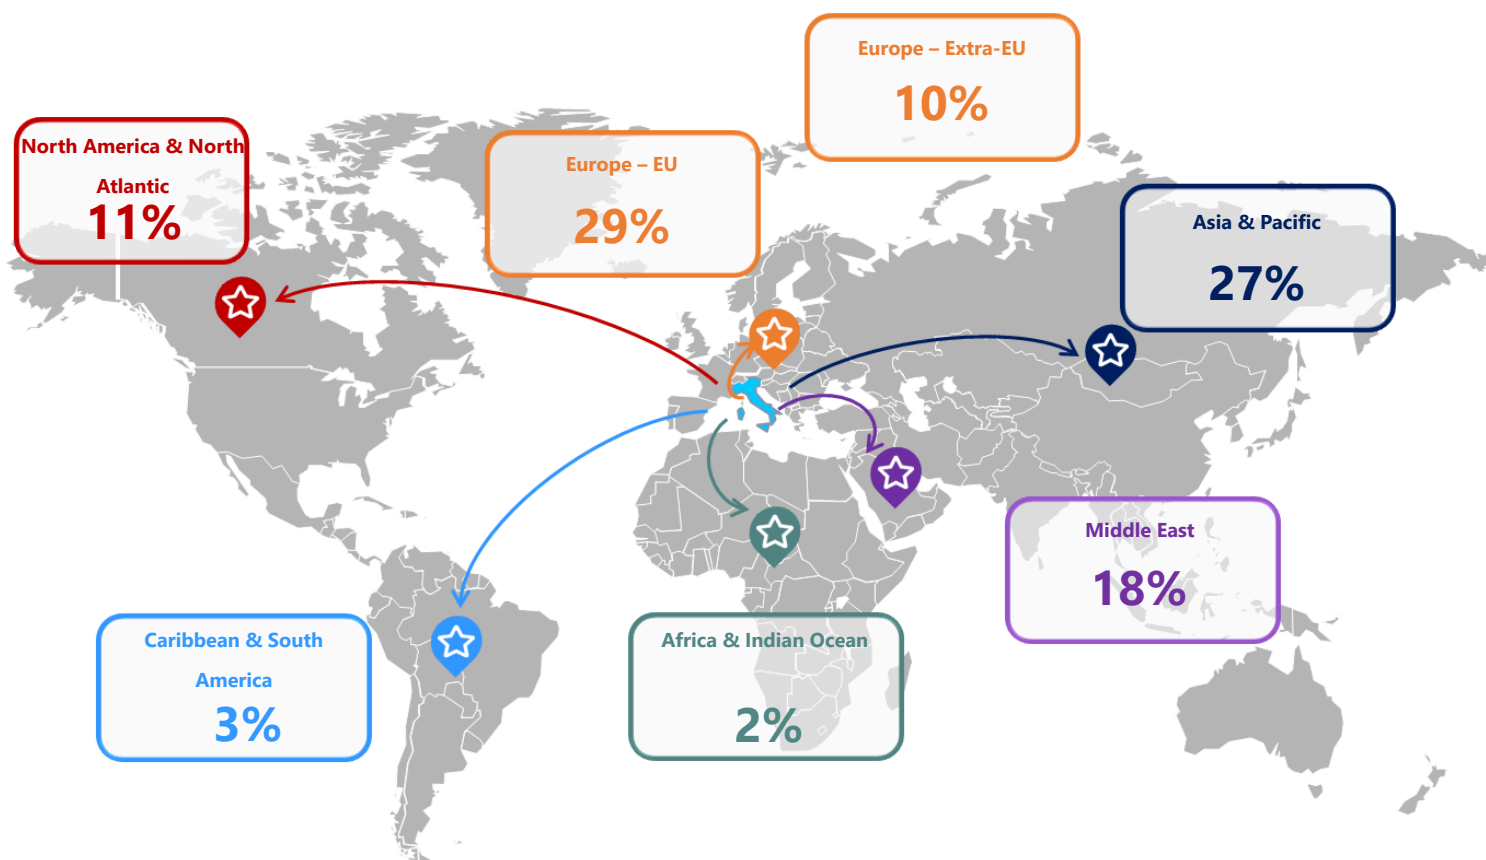 Europe – Extra-EU
10%
North America & North
Atlantic
11%
Europe – EU
29%
Asia & Pacific
27%
Middle East
18%
Caribbean & South
America
3%
Africa & Indian Ocean
2%